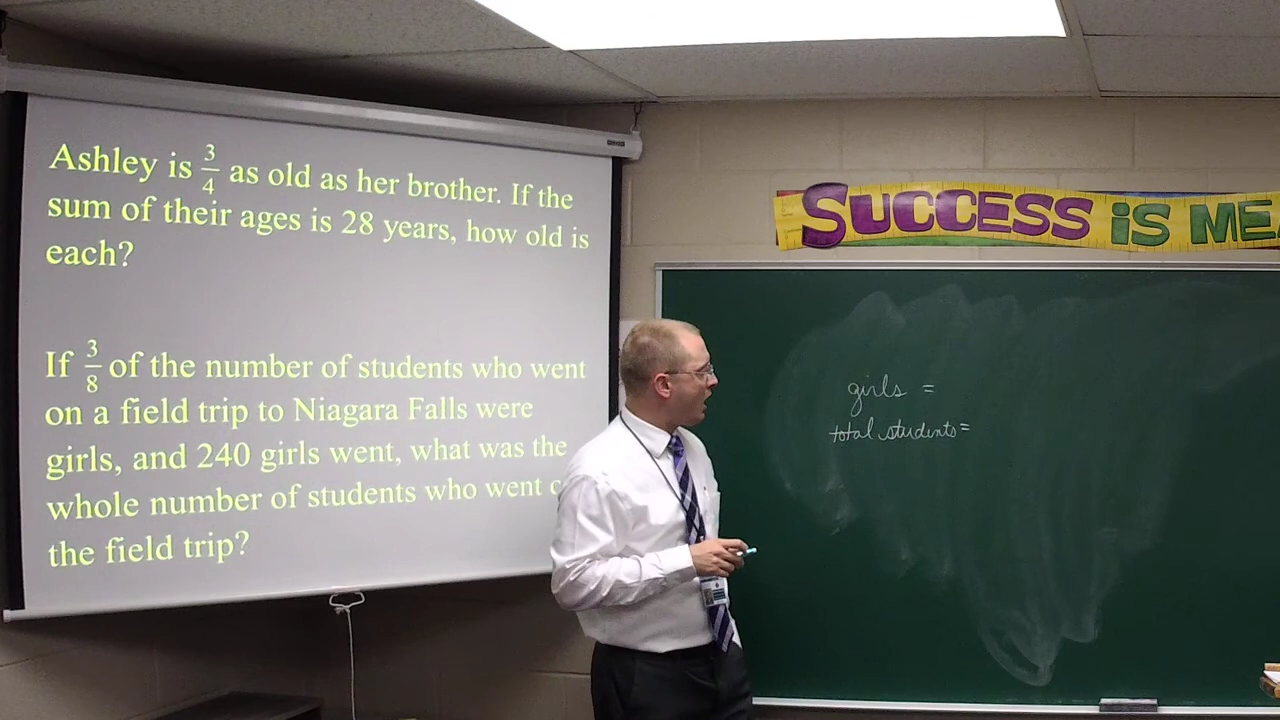 Ashley is 3/4 as old as her brother. If the
sum of their ages is 28 years, how old is
each?
If 3/8 of the number of students who went
on a field trip to Niagara Falls were
girls, and 240 girls went, what was the
whole number of students who went
the field trip?
SUCCESS iS ME
girls =
total students=